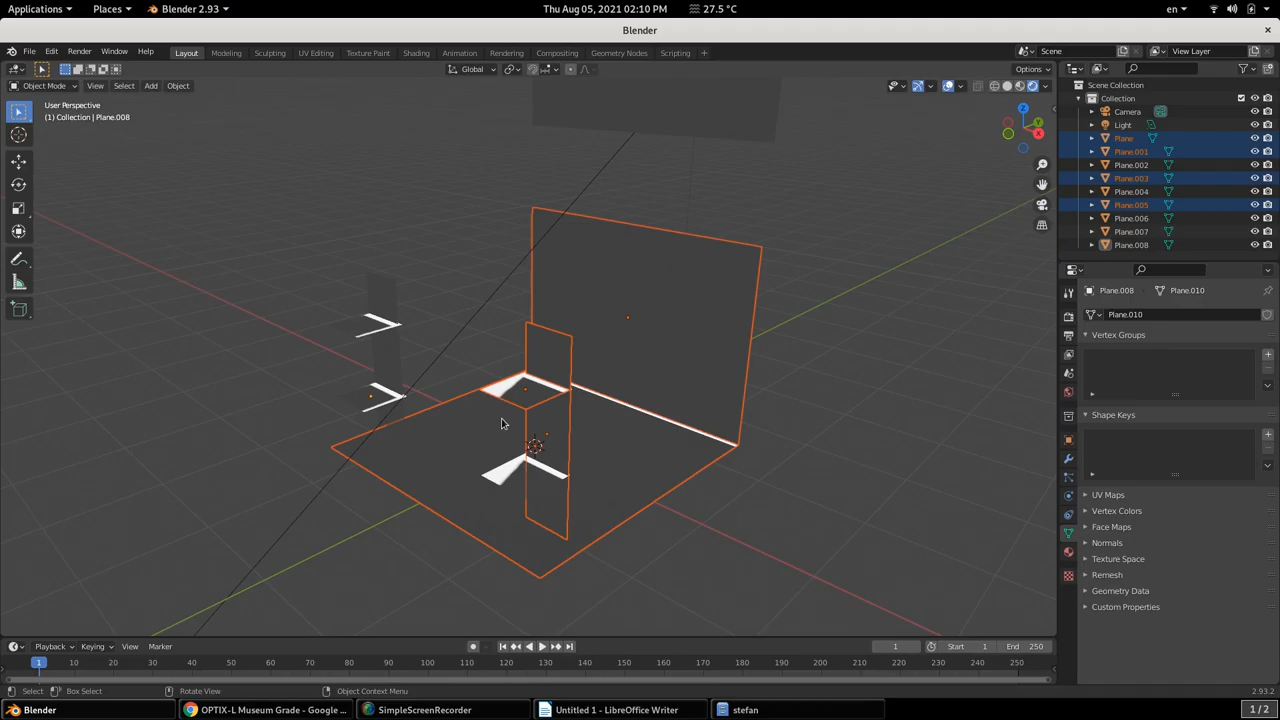 Applications Places Blender 2.93 Thu Aug 05, 2021 02:10 PM 27.5 °C en
Blender
File Edit Render Window Help Layout Modeling Sculpting UV Editing Texture Paint Shading Animation Rendering Compositing Geometry Nodes Scripting + Scene View Layer
Global Options
Object Mode View Select Add Object
User Perspective
(1) Collection | Plane.008
Z
Y
X
Scene Collection
Collection
Camera
Light
Plane
Plane.001
Plane.002
Plane.003
Plane.004
Plane.005
Plane.006
Plane.007
Plane.008
Plane.008 Plane.010
Plane.010
Vertex Groups
Shape Keys
UV Maps
Vertex Colors
Face Maps
Normals
Texture Space
Remesh
Geometry Data
Custom Properties
Playback Keying View Marker 1 Start 1 End 250
1 10 20 30 40 50 60 70 80 90 100 110 120 130 140 150 160 170 180 190 200 210 220 230 240 250
Select Box Select Rotate View Object Context Menu 2.93.2
Blender OPTIX-L Museum Grade - Google ... SimpleScreenRecorder Untitled 1 - LibreOffice Writer stefan 1 / 2